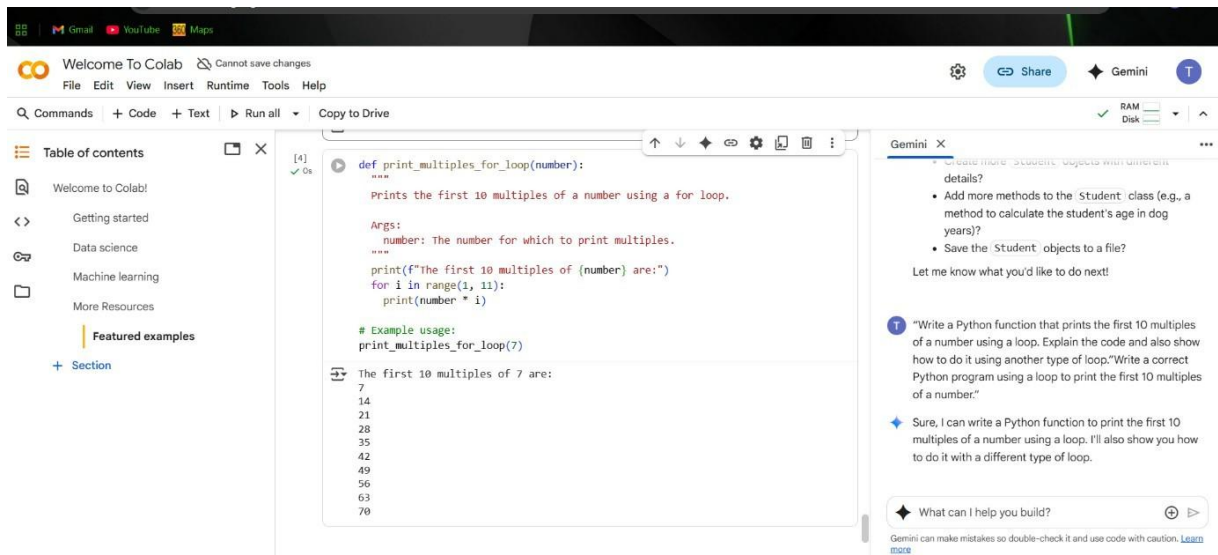 Gmail YouTube Maps
Welcome To Colab Cannot save changes
File Edit View Insert Runtime Tools Help
Share Gemini T
Commands + Code + Text Run all Copy to Drive
RAM
Disk
Table of contents
Welcome to Colab!
Getting started
Data science
Machine learning
More Resources
Featured examples
+ Section
[4]
0s
def print_multiples_for_loop(number):
"""
Prints the first 10 multiples of a number using a for loop.
Args:
number: The number for which to print multiples.
"""
print(f"The first 10 multiples of {number} are:")
for i in range(1, 11):
print(number * i)
# Example usage:
print_multiples_for_loop(7)
The first 10 multiples of 7 are:
7
14
21
28
35
42
49
56
63
70
Gemini
Create more Student objects with different
details?
• Add more methods to the Student class (e.g., a
method to calculate the student's age in dog
years)?
• Save the Student objects to a file?
Let me know what you'd like to do next!
T
"Write a Python function that prints the first 10 multiples
of a number using a loop. Explain the code and also show
how to do it using another type of loop."Write a correct
Python program using a loop to print the first 10 multiples
of a number."
Sure, I can write a Python function to print the first 10
multiples of a number using a loop. I'll also show you how
to do it with a different type of loop.
What can I help you build?
Gemini can make mistakes so double-check it and use code with caution. Learn
more